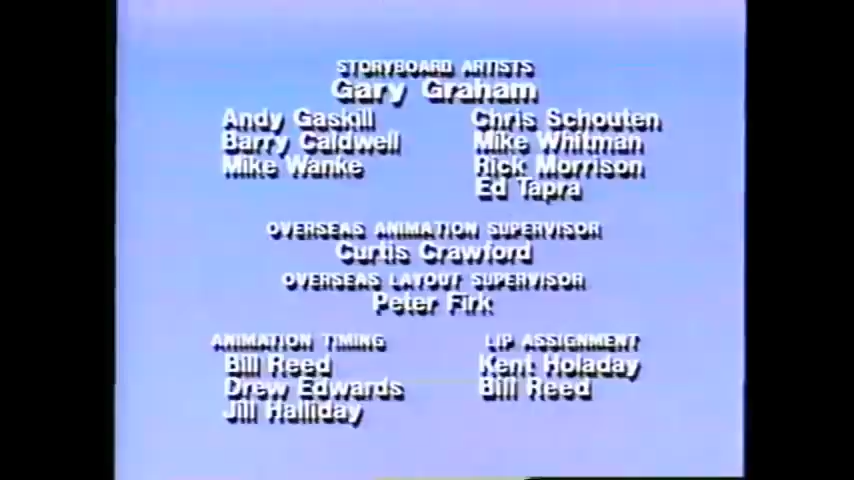 STORYBOARD ARTISTS
Gary Graham
Andy Gaskill Chris Schouten
Barry Caldwell Mike Whitman
Mike Wanke Rick Morrison
Ed Tapra
OVERSEAS ANIMATION SUPERVISOR
Curtis Crawford
OVERSEAS LAYOUT SUPERVISOR
Peter Firk
ANIMATION TIMING LIP ASSIGNMENT
Bill Reed Kent Holaday
Drew Edwards Bill Reed
Jill Halliday